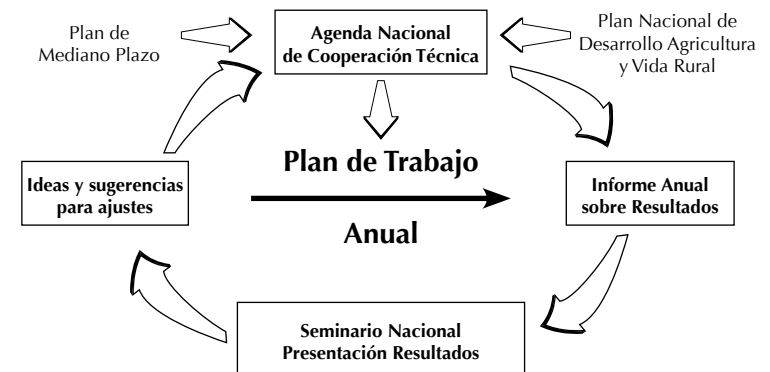 Plan de
Mediano Plazo
Agenda Nacional
de Cooperación Técnica
Plan Nacional de
Desarrollo Agricultura
y Vida Rural
Plan de Trabajo
Anual
Ideas y sugerencias
para ajustes
Informe Anual
sobre Resultados
Seminario Nacional
Presentación Resultados